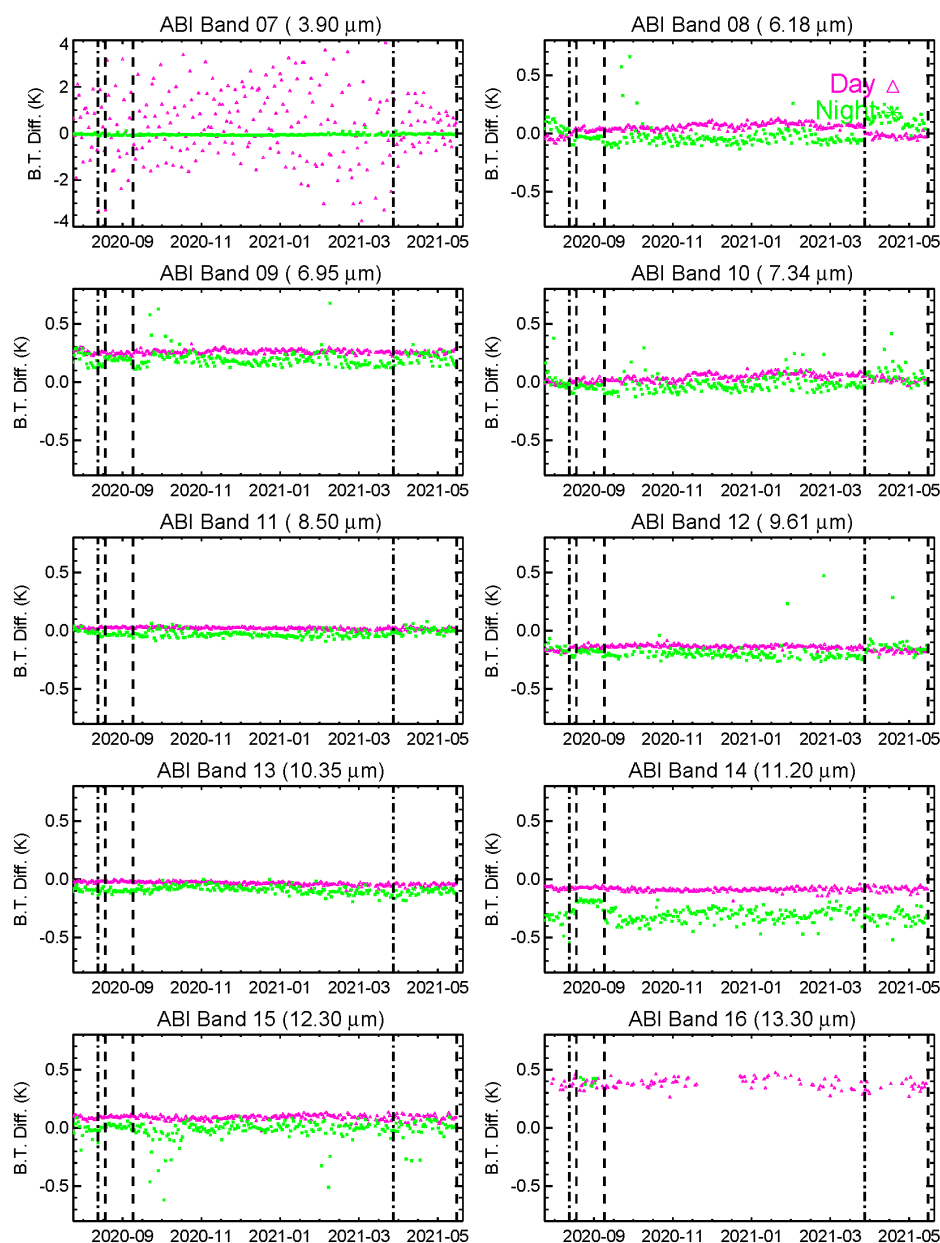 ABI Band 07 ( 3.90 μm)
B.T. Diff. (K)
4
2
0
-2
-4
2020-09 2020-11 2021-01 2021-03 2021-05
ABI Band 08 ( 6.18 μm)
B.T. Diff. (K)
0.5
0.0
-0.5
Day
Night
2020-09 2020-11 2021-01 2021-03 2021-05
ABI Band 09 ( 6.95 μm)
B.T. Diff. (K)
0.5
0.0
-0.5
2020-09 2020-11 2021-01 2021-03 2021-05
ABI Band 10 ( 7.34 μm)
B.T. Diff. (K)
0.5
0.0
-0.5
2020-09 2020-11 2021-01 2021-03 2021-05
ABI Band 11 ( 8.50 μm)
B.T. Diff. (K)
0.5
0.0
-0.5
2020-09 2020-11 2021-01 2021-03 2021-05
ABI Band 12 ( 9.61 μm)
B.T. Diff. (K)
0.5
0.0
-0.5
2020-09 2020-11 2021-01 2021-03 2021-05
ABI Band 13 (10.35 μm)
B.T. Diff. (K)
0.5
0.0
-0.5
2020-09 2020-11 2021-01 2021-03 2021-05
ABI Band 14 (11.20 μm)
B.T. Diff. (K)
0.5
0.0
-0.5
2020-09 2020-11 2021-01 2021-03 2021-05
ABI Band 15 (12.30 μm)
B.T. Diff. (K)
0.5
0.0
-0.5
2020-09 2020-11 2021-01 2021-03 2021-05
ABI Band 16 (13.30 μm)
B.T. Diff. (K)
0.5
0.0
-0.5
2020-09 2020-11 2021-01 2021-03 2021-05